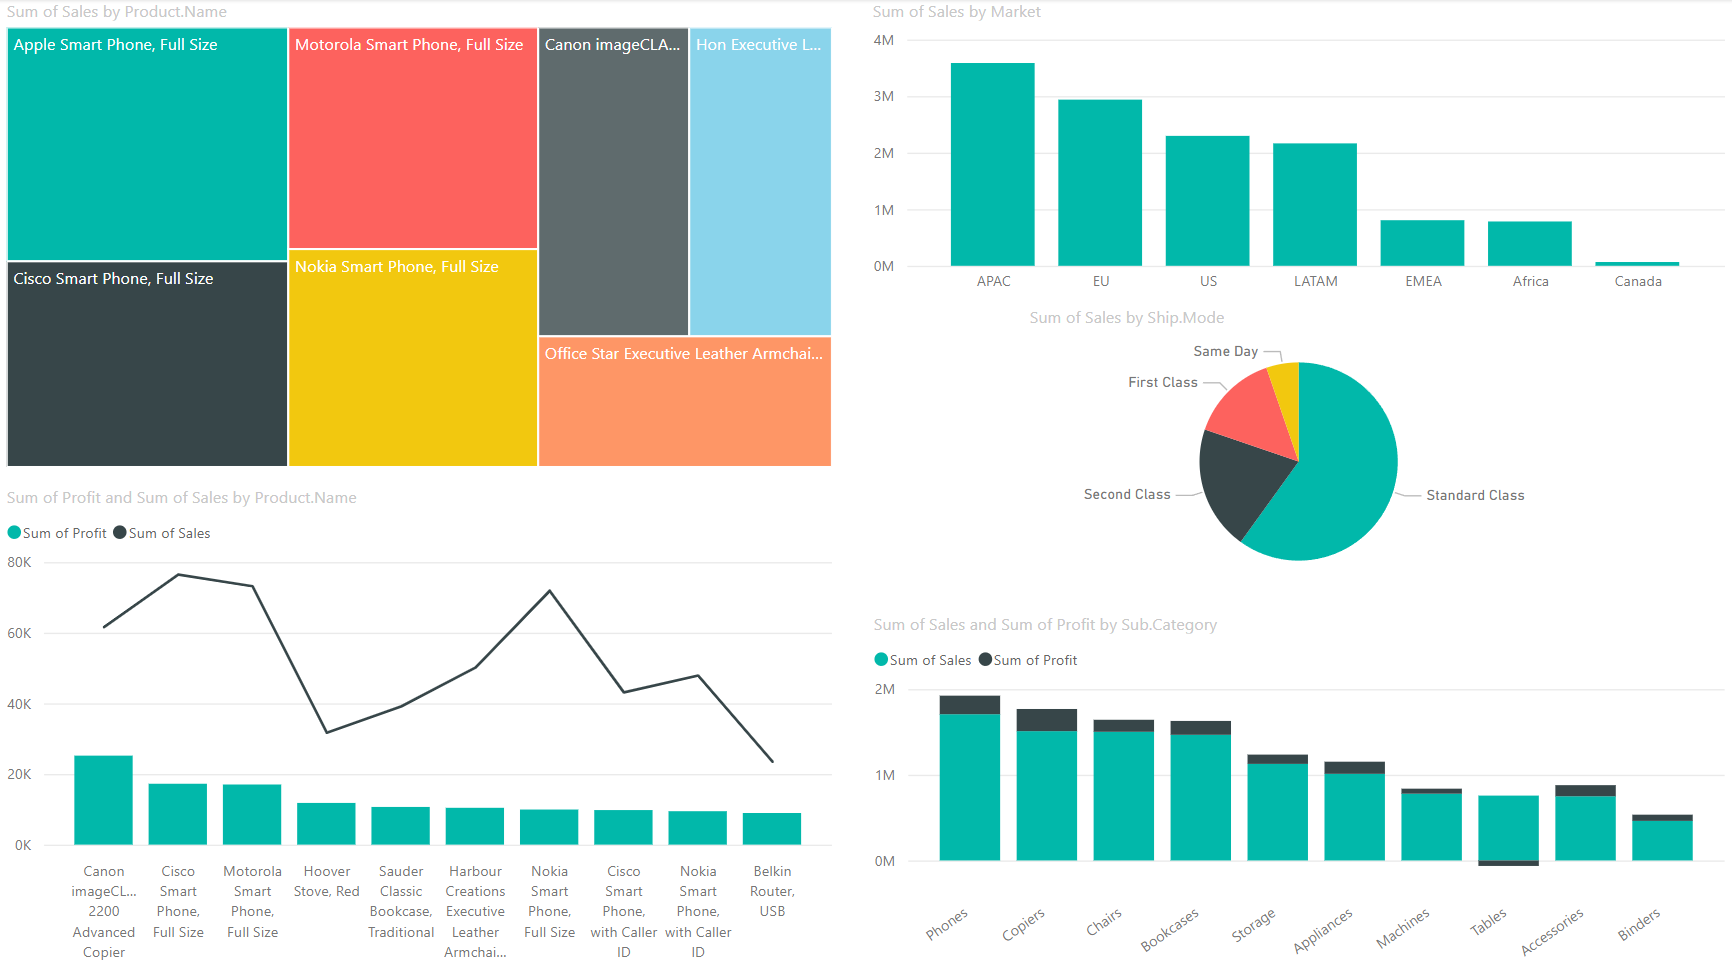 Sum of Sales by Product.Name
Apple Smart Phone, Full Size
Motorola Smart Phone, Full Size
Canon imageCLA...
Hon Executive L...
Cisco Smart Phone, Full Size
Nokia Smart Phone, Full Size
Office Star Executive Leather Armchai...
Sum of Sales by Market
4M
3M
2M
1M
0M
APAC
EU
US
LATAM
EMEA
Africa
Canada
Sum of Sales by Ship.Mode
Same Day
First Class
Second Class
Standard Class
Sum of Profit and Sum of Sales by Product.Name
Sum of Profit
Sum of Sales
80K
60K
40K
20K
0K
Canon
imageCL...
2200
Advanced
Copier
Cisco
Smart
Phone,
Full Size
Motorola
Smart
Phone,
Full Size
Hoover
Stove, Red
Sauder
Classic
Bookcase,
Traditional
Harbour
Creations
Executive
Leather
Armchai...
Nokia
Smart
Phone,
Full Size
Cisco
Smart
Phone,
with Caller
ID
Nokia
Smart
Phone,
with Caller
ID
Belkin
Router,
USB
Sum of Sales and Sum of Profit by Sub.Category
Sum of Sales
Sum of Profit
2M
1M
0M
Phones
Copiers
Chairs
Bookcases
Storage
Appliances
Machines
Tables
Accessories
Binders